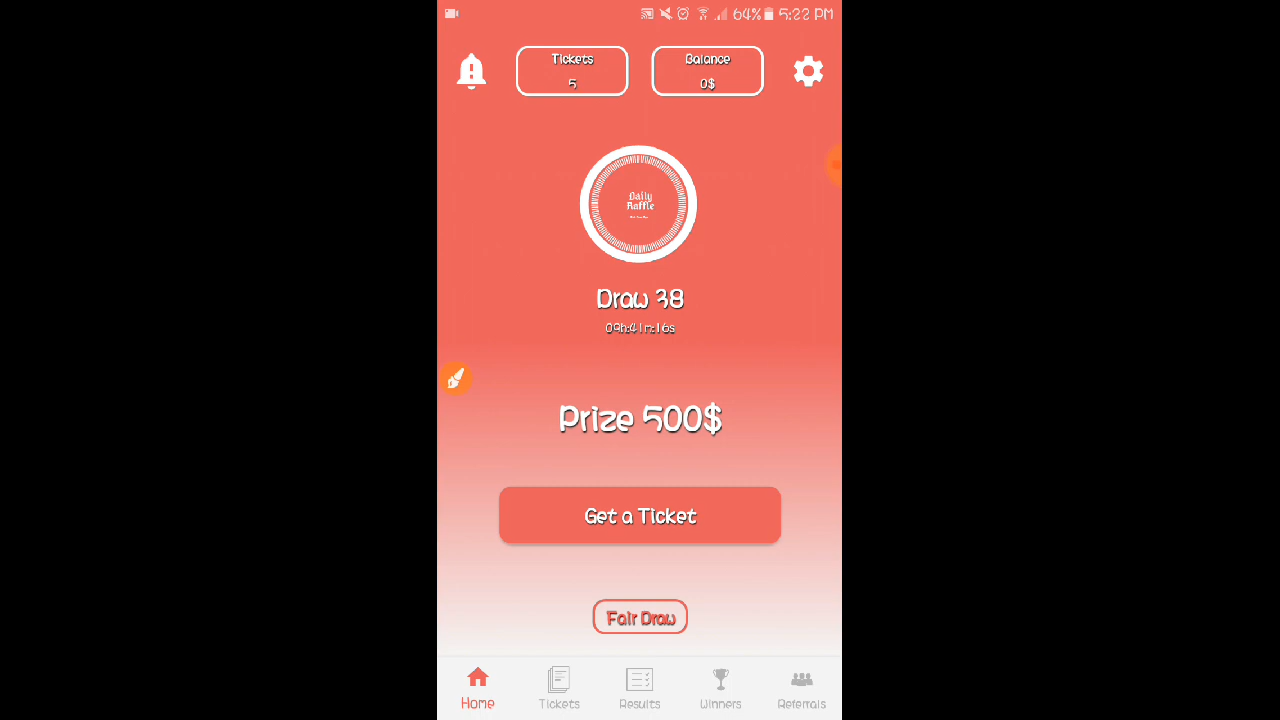 64% 5:22 PM
Tickets
5
Balance
0$
Daily
Raffle
Draw 38
09h:41m:16s
Prize 500$
Get a Ticket
Fair Draw
Home
Tickets
Results
Winners
Referrals